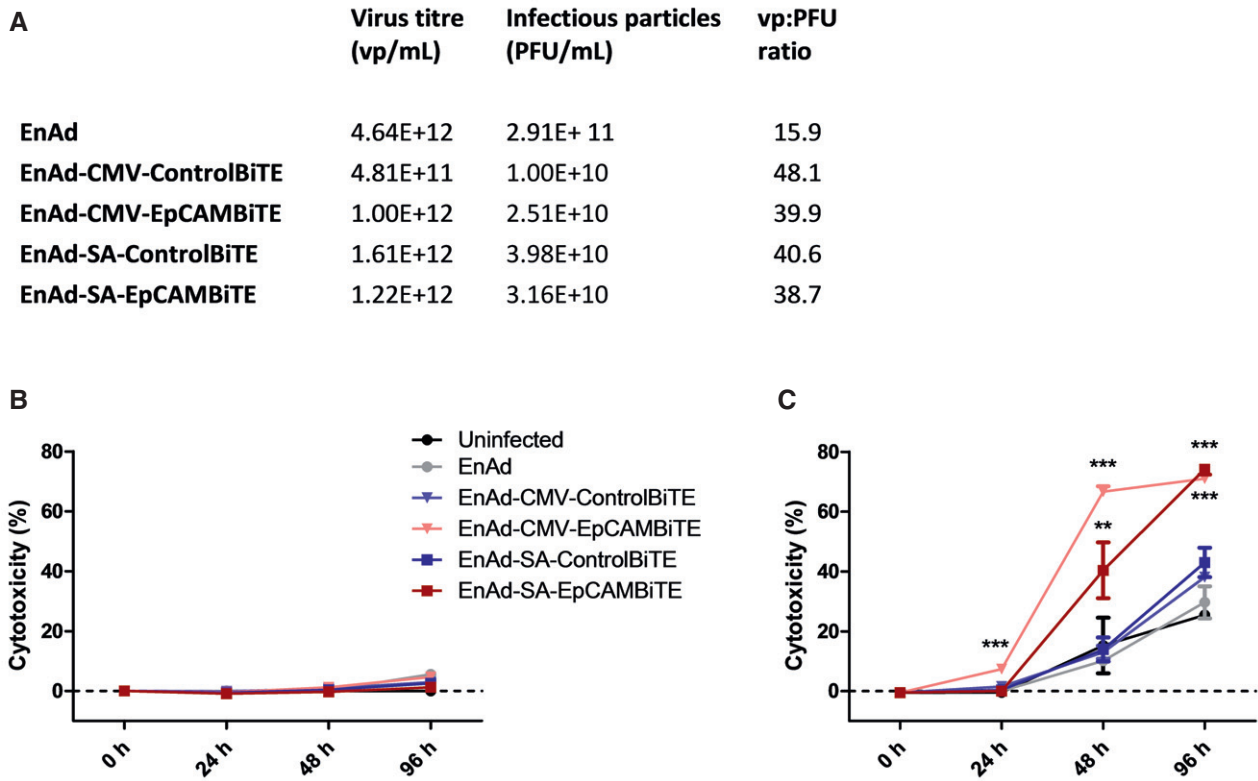 A
Virus titre Infectious particles vp:PFU
(vp/mL) (PFU/mL) ratio
EnAd 4.64E+12 2.91E+ 11 15.9
EnAd-CMV-ControlBiTE 4.81E+11 1.00E+10 48.1
EnAd-CMV-EpCAMBiTE 1.00E+12 2.51E+10 39.9
EnAd-SA-ControlBiTE 1.61E+12 3.98E+10 40.6
EnAd-SA-EpCAMBiTE 1.22E+12 3.16E+10 38.7
B
Cytotoxicity (%)
80
60
40
20
0
0 h 24 h 48 h 96 h
Uninfected
EnAd
EnAd-CMV-ControlBiTE
EnAd-CMV-EpCAMBiTE
EnAd-SA-ControlBiTE
EnAd-SA-EpCAMBiTE
C
Cytotoxicity (%)
80
60
40
20
0
***
***
**
***
***
0 h 24 h 48 h 96 h